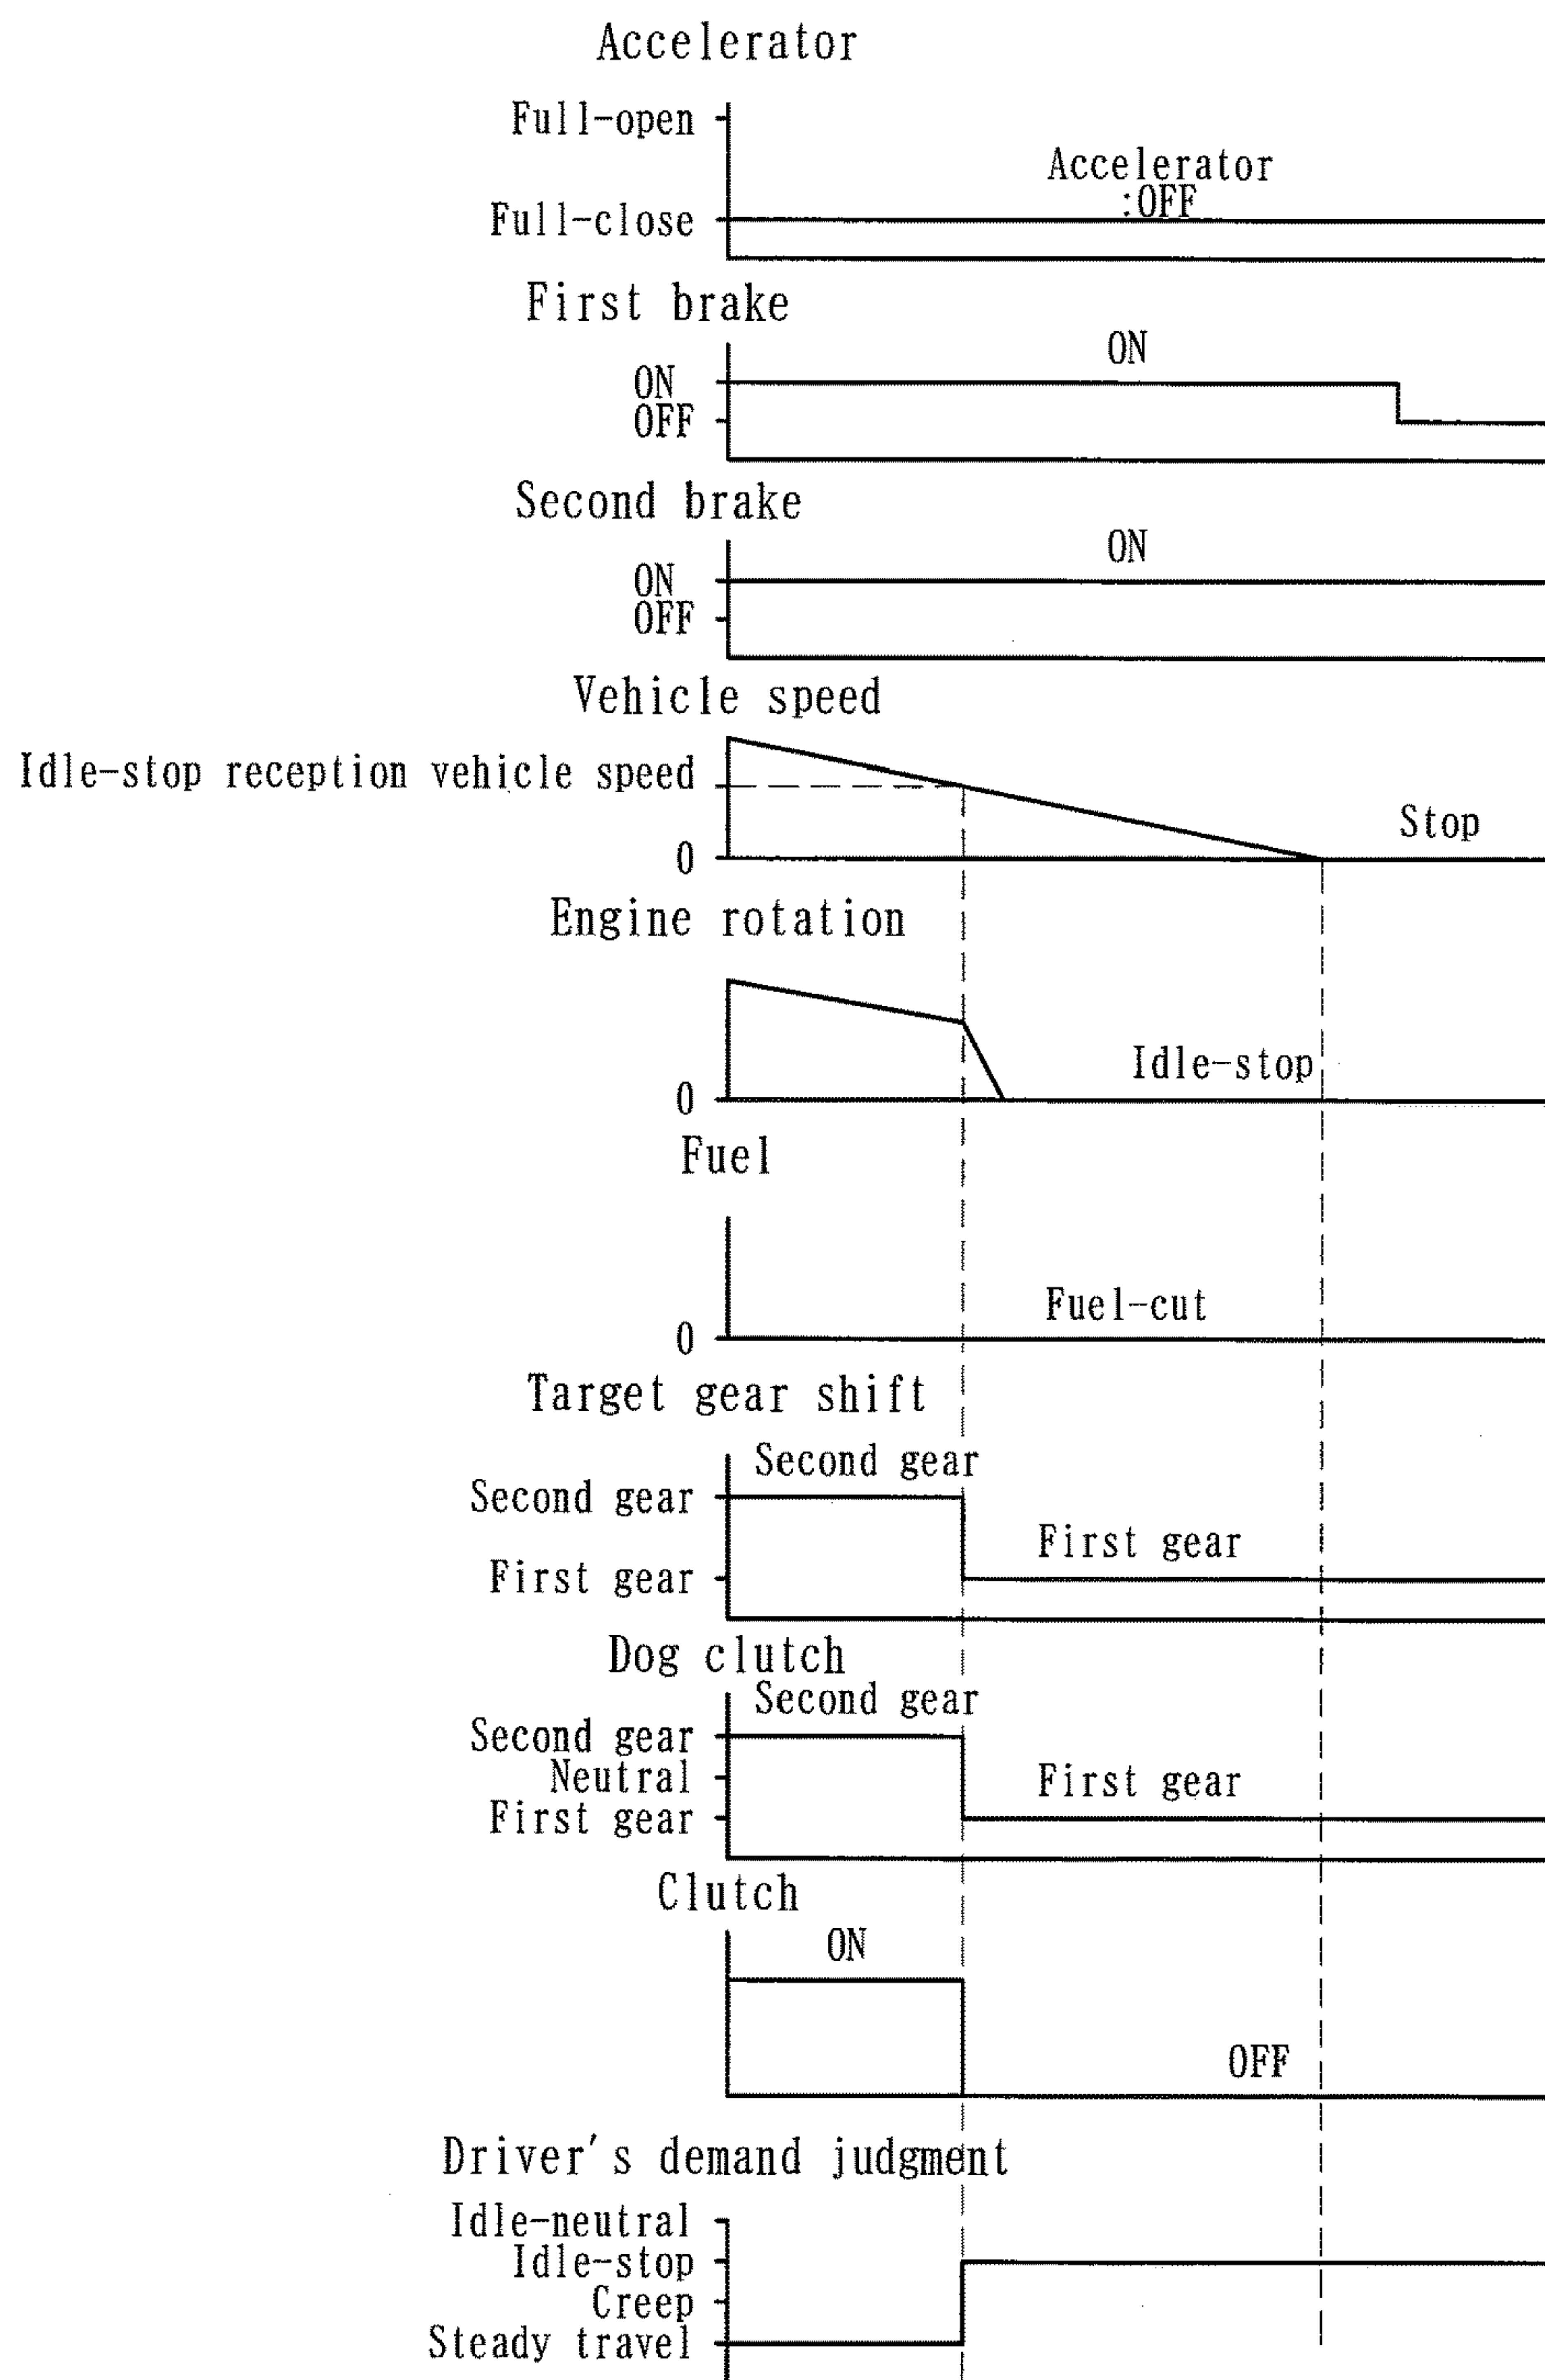 Accelerator
Full-open
Accelerator
:OFF
Full-close
First brake
ON
ON
OFF
Second brake
ON
ON
OFF
Vehicle speed
Idle-stop reception vehicle speed
Stop
0
Engine rotation
Idle-stop
0
Fuel
Fuel-cut
0
Target gear shift
Second gear
Second gear
First gear
First gear
Dog clutch
Second gear
Second gear
Neutral
First gear
First gear
Clutch
ON
OFF
Driver's demand judgment
Idle-neutral
Idle-stop
Creep
Steady travel